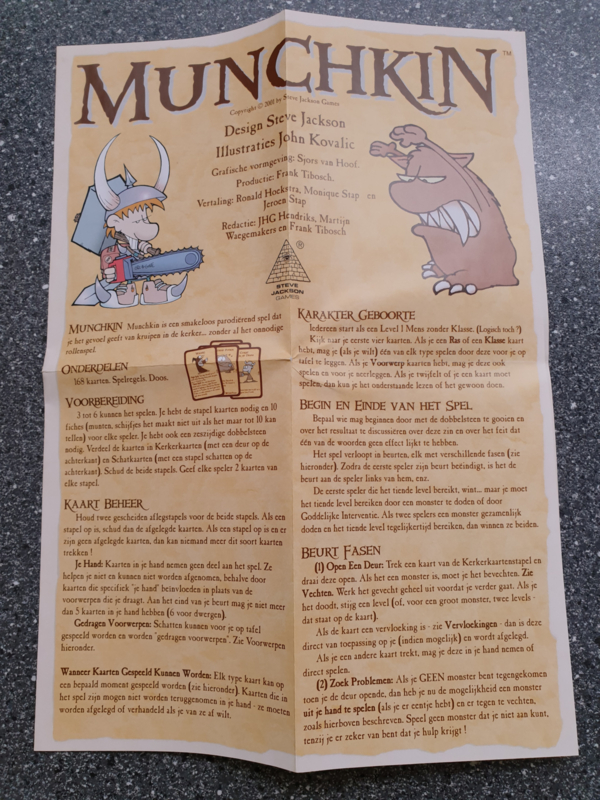 MUNCHKIN™
Copyright © 2001 by Steve Jackson Games
Design Steve Jackson
Illustraties John Kovalic
Grafische vormgeving: Sjors van Hoof.
Productie: Frank Tibosch.
Vertaling: Ronald Hoekstra, Monique Stap en
Jeroen Stap
Redactie: JHG Hendriks, Martijn
Waegemakers en Frank Tibosch
®
STEVE
JACKSON
GAMES
MUNCHKIN Munchkin is een smakeloos parodiërend spel dat
je het gevoel geeft van kruipen in de kerker... zonder al het onnodige
rollenspel.
ONDERDELEN
168 kaarten. Spelregels. Doos.
VOORBEREIDING
3 tot 6 kunnen het spelen. Je hebt de stapel kaarten nodig en 10
fiches (munten, schijfjes het maakt niet uit als het maar tot 10 kan
tellen) voor elke speler. Je hebt ook een zeszijdige dobbelsteen
nodig. Verdeel de kaarten in Kerkerkaarten (met een deur op de
achterkant) en Schatkaarten (met een stapel schatten op de
achterkant). Schud de beide stapels. Geef elke speler 2 kaarten van
elke stapel.
KAART BEHEER
Houd twee gescheiden aflegstapels voor de beide stapels. Als een
stapel op is, schud dan de afgelegde kaarten. Als een stapel op is en er
zijn geen afgelegde kaarten, dan kan niemand meer dit soort kaarten
trekken !
Je Hand: Kaarten in je hand nemen geen deel aan het spel. Ze
helpen je niet en kunnen niet worden afgenomen, behalve door
kaarten die specifiek "je hand" beïnvloeden in plaats van de
voorwerpen die je draagt. Aan het eind van je beurt mag je niet meer
dan 5 kaarten in je hand hebben (6 voor dwergen).
Gedragen Voorwerpen: Schatten kunnen voor je op tafel
gespeeld worden en worden "gedragen voorwerpen". Zie Voorwerpen
hieronder.
Wanneer Kaarten Gespeeld Kunnen Worden: Elk type kaart kan op
een bepaald moment gespeeld worden (zie hieronder). Kaarten die in
het spel zijn mogen niet worden teruggenomen in je hand - ze moeten
worden afgelegd of verhandeld als je van ze af wilt.
KARAKTER GEBOORTE
Iedereen start als een Level 1 Mens zonder Klasse. (Logisch toch ?)
Kijk naar je eerste vier kaarten. Als je een Ras of een Klasse kaart
hebt, mag je (als je wilt) één van elk type spelen door deze voor je op
tafel te leggen. Als je Voorwerp kaarten hebt, mag je deze ook
spelen en voor je neerleggen. Als je twijfelt of je een kaart moet
spelen, dan kun je het onderstaande lezen of het gewoon doen.
BEGIN EN EINDE VAN HET SPEL
Bepaal wie mag beginnen door met de dobbelsteen te gooien en
over het resultaat te discussiëren over deze zin en over het feit dat
één van de woorden geen effect lijkt te hebben.
Het spel verloopt in beurten, elk met verschillende fasen (zie
hieronder). Zodra de eerste speler zijn beurt beëindigt, is het de
beurt aan de speler links van hem, etc.
De eerste speler die het tiende level bereikt, wint... maar je moet
het tiende level bereiken door een monster te doden of door
Goddelijke Interventie. Als twee spelers een monster gezamenlijk
doden en het tiende level tegelijkertijd bereiken, dan winnen ze beiden.
BEURT FASEN
(1) Open Een Deur: Trek een kaart van de Kerkerkaartenstapel en
draai deze open. Als het een monster is, moet je het bevechten. Zie
Vechten. Werk het gevecht geheel uit voordat je verder gaat. Als je
het doodt, stijg een level (of, voor een groot monster, twee levels -
dat staat op de kaart).
Als de kaart een vervloeking is - zie Vervloekingen - dan is deze
direct van toepassing op je (indien mogelijk) en wordt afgelegd.
Als je een andere kaart trekt, mag je deze in je hand nemen of
direct spelen.
(2) Zoek Problemen: Als je GEEN monster bent tegengekomen
toen je de deur opende, dan heb je nu de mogelijkheid een monster
uit je hand te spelen (als je er eentje hebt) en er tegen te vechten,
zoals hierboven beschreven. Speel geen monster dat je niet aan kunt,
tenzij je er zeker van bent dat je hulp krijgt !